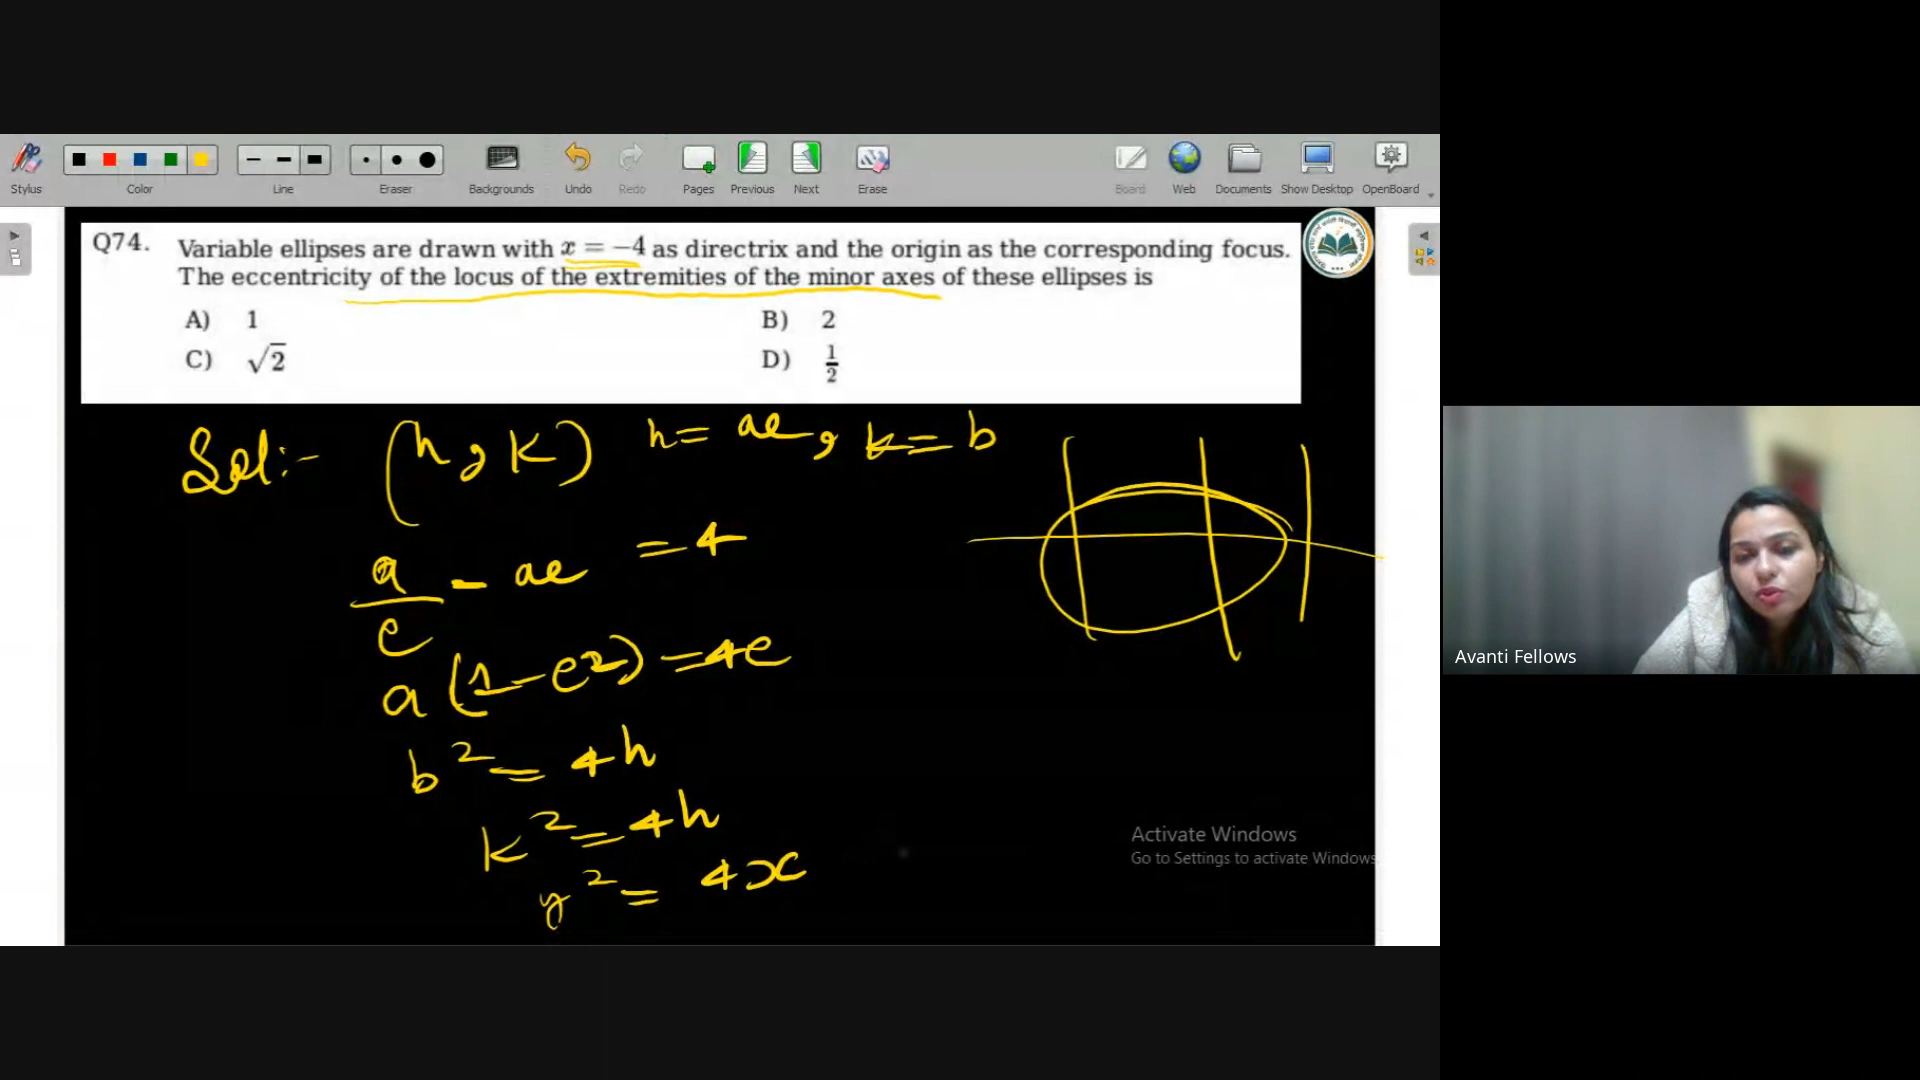 Stylus
Color
Line
Eraser
Backgrounds
Undo
Redo
Pages
Previous
Next
Erase
Board
Web
Documents
Show Desktop
OpenBoard
Q74. Variable ellipses are drawn with x = −4 as directrix and the origin as the corresponding focus.
The eccentricity of the locus of the extremities of the minor axes of these ellipses is
A) 1
B) 2
C) √2
D) 1/2
Sol:- (h, k) h = ae, k = b
a/e - ae = 4
a (1 - e²) = 4e
b² = 4h
k² = 4h
y² = 4x
Activate Windows
Go to Settings to activate Windows
Avanti Fellows